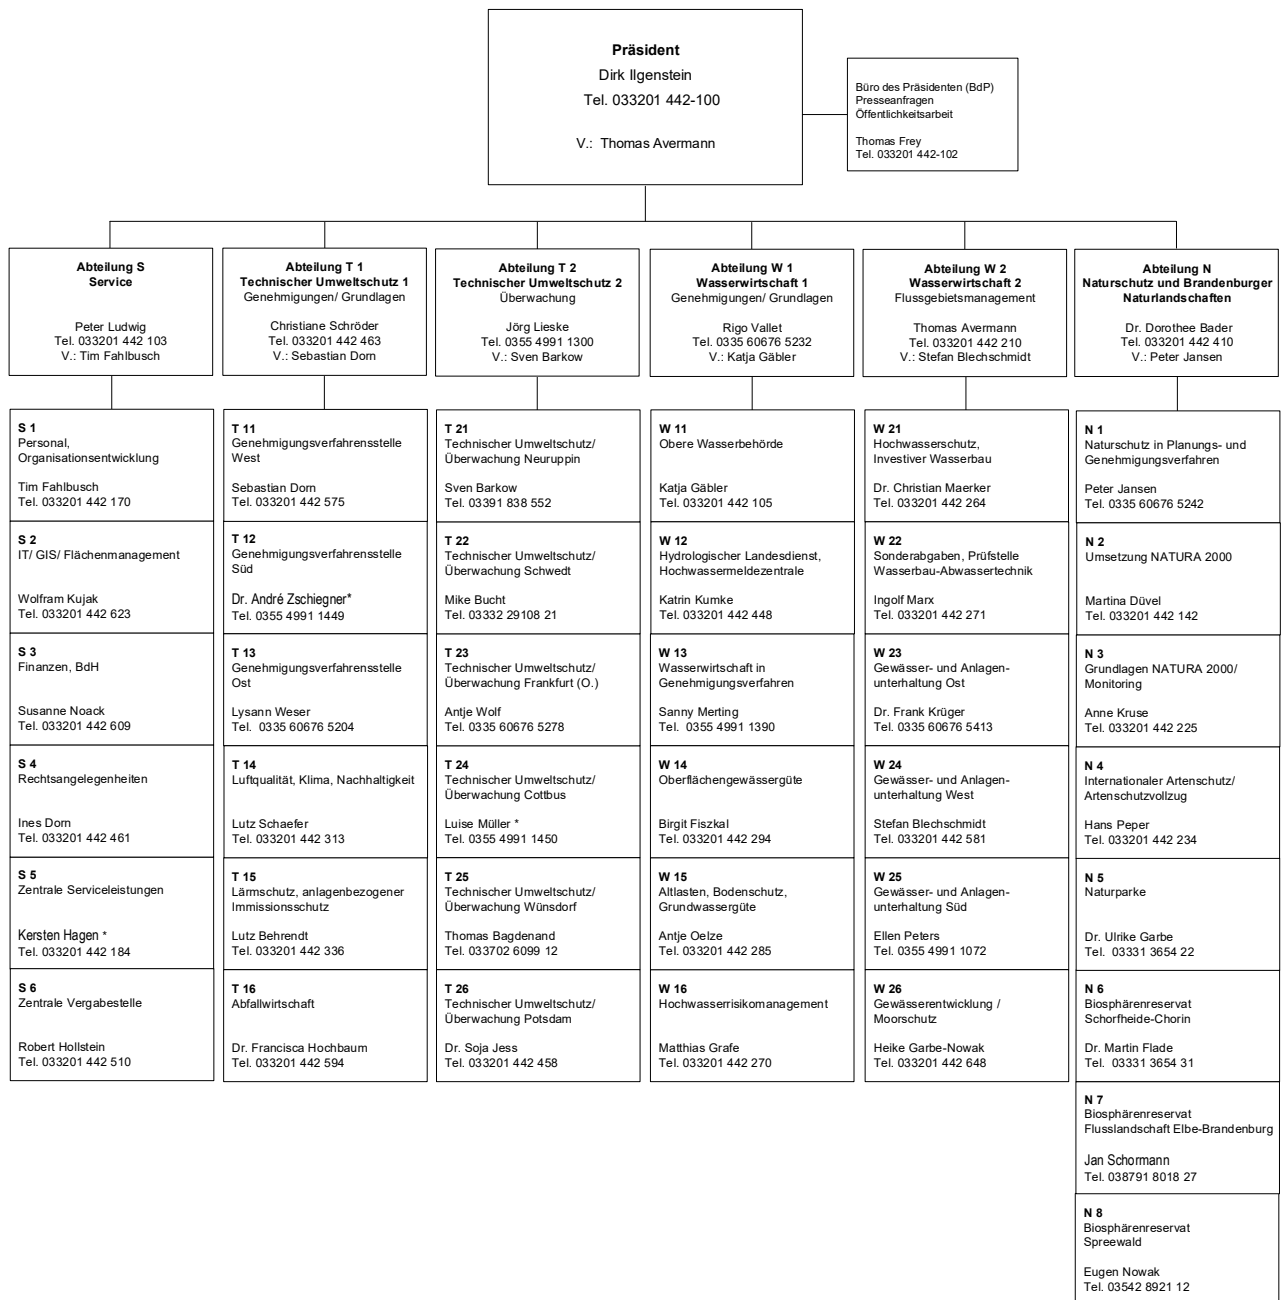 Präsident
Dirk Ilgenstein
Tel. 033201 442-100
V.: Thomas Avermann
Büro des Präsidenten (BdP)
Presseanfragen
Öffentlichkeitsarbeit
Thomas Frey
Tel. 033201 442-102
Abteilung S
Service
Peter Ludwig
Tel. 033201 442 103
V.: Tim Fahlbusch
Abteilung T 1
Technischer Umweltschutz 1
Genehmigungen/ Grundlagen
Christiane Schröder
Tel. 033201 442 463
V.: Sebastian Dorn
Abteilung T 2
Technischer Umweltschutz 2
Überwachung
Jörg Lieske
Tel. 0355 4991 1300
V.: Sven Barkow
Abteilung W 1
Wasserwirtschaft 1
Genehmigungen/ Grundlagen
Rigo Vallet
Tel. 0335 60676 5232
V.: Katja Gäbler
Abteilung W 2
Wasserwirtschaft 2
Flussgebietsmanagement
Thomas Avermann
Tel. 033201 442 210
V.: Stefan Blechschmidt
Abteilung N
Naturschutz und Brandenburger
Naturlandschaften
Dr. Dorothee Bader
Tel. 033201 442 410
V.: Peter Jansen
S 1
Personal,
Organisationsentwicklung
Tim Fahlbusch
Tel. 033201 442 170
S 2
IT/ GIS/ Flächenmanagement
Wolfram Kujak
Tel. 033201 442 623
S 3
Finanzen, BdH
Susanne Noack
Tel. 033201 442 609
S 4
Rechtsangelegenheiten
Ines Dorn
Tel. 033201 442 461
S 5
Zentrale Serviceleistungen
Kersten Hagen *
Tel. 033201 442 184
S 6
Zentrale Vergabestelle
Robert Hollstein
Tel. 033201 442 510
T 11
Genehmigungsverfahrensstelle
West
Sebastian Dorn
Tel. 033201 442 575
T 12
Genehmigungsverfahrensstelle
Süd
Dr. André Zschiegner*
Tel. 0355 4991 1449
T 13
Genehmigungsverfahrensstelle
Ost
Lysann Weser
Tel. 0335 60676 5204
T 14
Luftqualität, Klima, Nachhaltigkeit
Lutz Schaefer
Tel. 033201 442 313
T 15
Lärmschutz, anlagenbezogener
Immissionsschutz
Lutz Behrendt
Tel. 033201 442 336
T 16
Abfallwirtschaft
Dr. Francisca Hochbaum
Tel. 033201 442 594
T 21
Technischer Umweltschutz/
Überwachung Neuruppin
Sven Barkow
Tel. 03391 838 552
T 22
Technischer Umweltschutz/
Überwachung Schwedt
Mike Bucht
Tel. 03332 29108 21
T 23
Technischer Umweltschutz/
Überwachung Frankfurt (O.)
Antje Wolf
Tel. 0335 60676 5278
T 24
Technischer Umweltschutz/
Überwachung Cottbus
Luise Müller *
Tel. 0355 4991 1450
T 25
Technischer Umweltschutz/
Überwachung Wünsdorf
Thomas Bagdenand
Tel. 033702 6099 12
T 26
Technischer Umweltschutz/
Überwachung Potsdam
Dr. Soja Jess
Tel. 033201 442 458
W 11
Obere Wasserbehörde
Katja Gäbler
Tel. 033201 442 105
W 12
Hydrologischer Landesdienst,
Hochwassermeldezentrale
Katrin Kumke
Tel. 033201 442 448
W 13
Wasserwirtschaft in
Genehmigungsverfahren
Sanny Merting
Tel. 0355 4991 1390
W 14
Oberflächengewässergüte
Birgit Fiszkal
Tel. 033201 442 294
W 15
Altlasten, Bodenschutz,
Grundwassergüte
Antje Oelze
Tel. 033201 442 285
W 16
Hochwasserrisikomanagement
Matthias Grafe
Tel. 033201 442 270
W 21
Hochwasserschutz,
Investiver Wasserbau
Dr. Christian Maerker
Tel. 033201 442 264
W 22
Sonderabgaben, Prüfstelle
Wasserbau-Abwassertechnik
Ingolf Marx
Tel. 033201 442 271
W 23
Gewässer- und Anlagen-
unterhaltung Ost
Dr. Frank Krüger
Tel. 0335 60676 5413
W 24
Gewässer- und Anlagen-
unterhaltung West
Stefan Blechschmidt
Tel. 033201 442 581
W 25
Gewässer- und Anlagen-
unterhaltung Süd
Ellen Peters
Tel. 0355 4991 1072
W 26
Gewässerentwicklung /
Moorschutz
Heike Garbe-Nowak
Tel. 033201 442 648
N 1
Naturschutz in Planungs- und
Genehmigungsverfahren
Peter Jansen
Tel. 0335 60676 5242
N 2
Umsetzung NATURA 2000
Martina Düvel
Tel. 033201 442 142
N 3
Grundlagen NATURA 2000/
Monitoring
Anne Kruse
Tel. 033201 442 225
N 4
Internationaler Artenschutz/
Artenschutzvollzug
Hans Peper
Tel. 033201 442 234
N 5
Naturparke
Dr. Ulrike Garbe
Tel. 03331 3654 22
N 6
Biosphärenreservat
Schorfheide-Chorin
Dr. Martin Flade
Tel. 03331 3654 31
N 7
Biosphärenreservat
Flusslandschaft Elbe-Brandenburg
Jan Schormann
Tel. 038791 8018 27
N 8
Biosphärenreservat
Spreewald
Eugen Nowak
Tel. 03542 8921 12